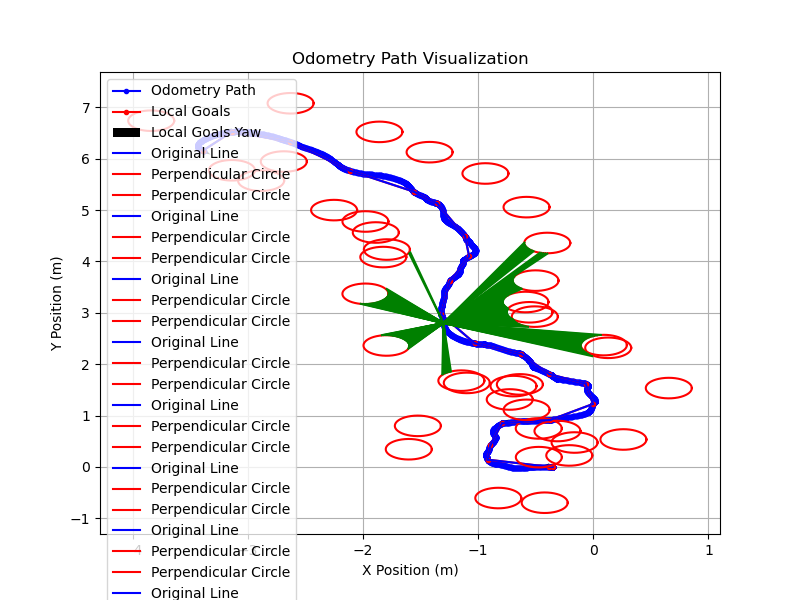 Odometry Path Visualization
Y Position (m)
7
6
5
4
3
2
1
0
−1
Odometry Path
Local Goals
Local Goals Yaw
Original Line
Perpendicular Circle
Perpendicular Circle
Original Line
Perpendicular Circle
Perpendicular Circle
Original Line
Perpendicular Circle
Perpendicular Circle
Original Line
Perpendicular Circle
Perpendicular Circle
Original Line
Perpendicular Circle
Perpendicular Circle
Original Line
Perpendicular Circle
Perpendicular Circle
Original Line
Perpendicular Circle
Perpendicular Circle
Original Line
−4 −3 −2 −1 0 1
X Position (m)